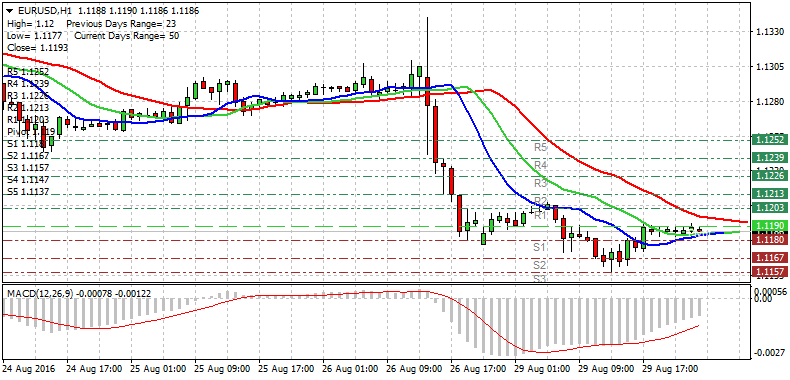 EURUSD,H1 1.1188 1.1190 1.1186 1.1186
High= 1.12 Previous Days Range= 23
Low= 1.1177 Current Days Range= 50
Close= 1.1193
R5 1.1252
R4 1.1239
R3 1.1226
R2 1.1213
R1 1.1203
S2 1.1167
S3 1.1157
S4 1.1147
S5 1.1137
R5
R4
R3
R2
R1
S1
S2
S3
1.1330
1.1305
1.1280
1.1252
1.1239
1.1226
1.1213
1.1203
1.1190
1.1180
1.1167
1.1157
MACD(12,26,9) -0.00078 -0.00122
0.00056
0.00
-0.0027
24 Aug 2016
24 Aug 17:00
25 Aug 09:00
25 Aug 17:00
26 Aug 01:00
26 Aug 09:00
26 Aug 17:00
29 Aug 01:00
29 Aug 09:00
29 Aug 17:00